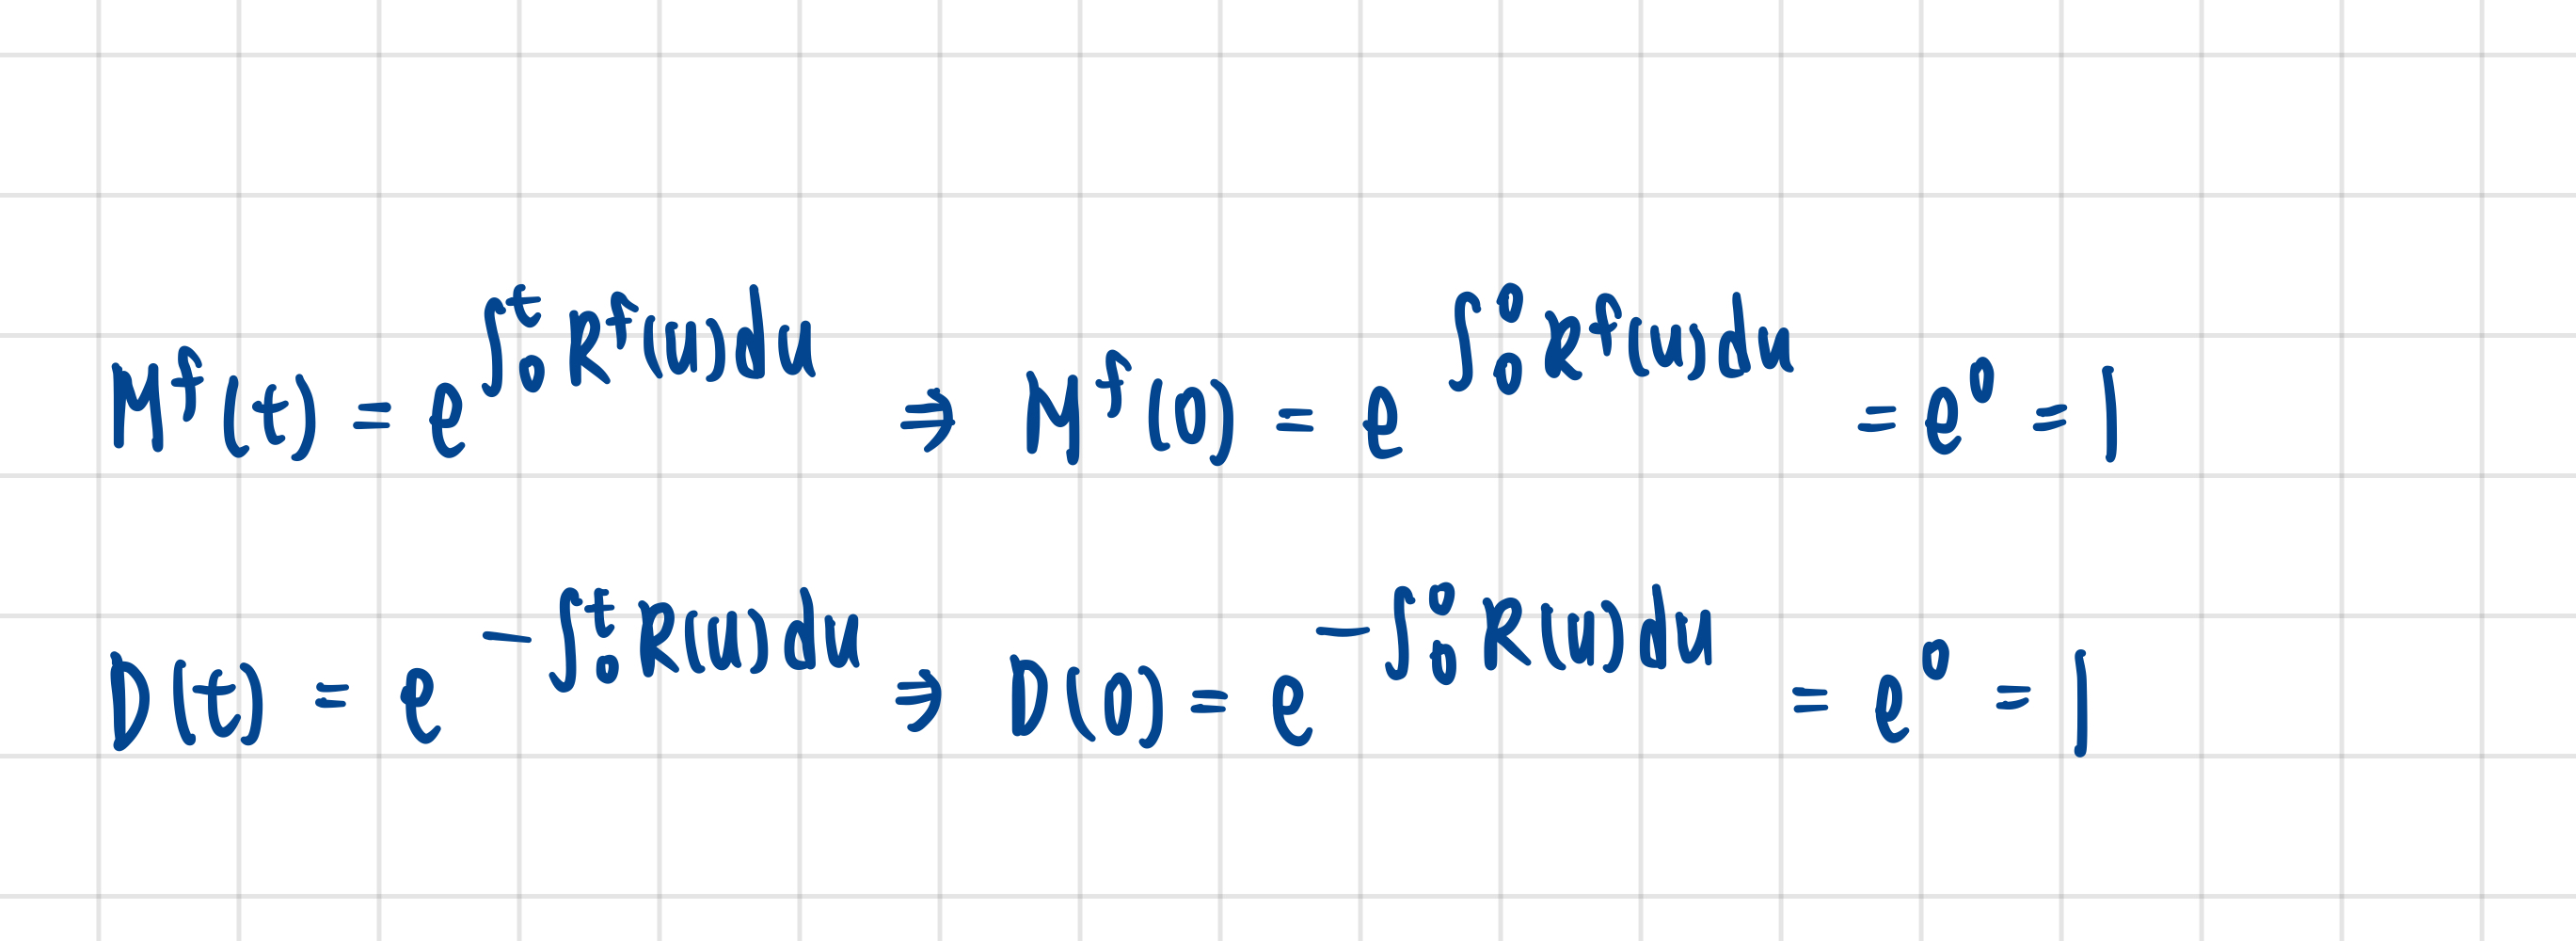 M^f(t) = e^{∫_0^t R^f(u)du} ⇒ M^f(0) = e^{∫_0^0 R^f(u)du} = e^0 = 1
D(t) = e^{-∫_0^t R(u)du} ⇒ D(0) = e^{-∫_0^0 R(u)du} = e^0 = 1